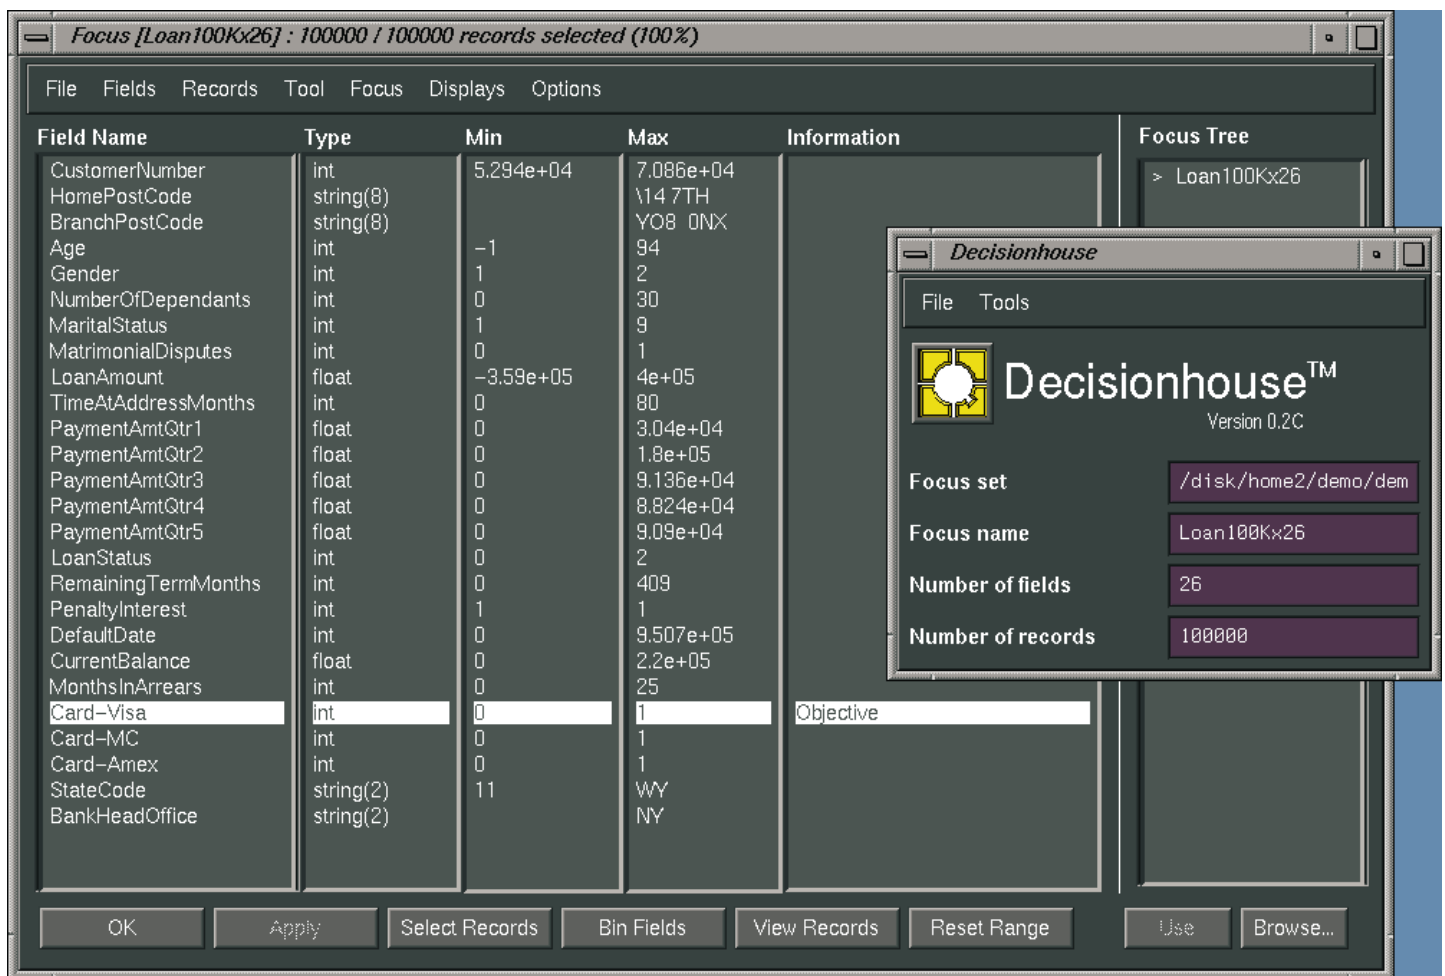 Focus [Loan100Kx26] : 100000 / 100000 records selected (100%)
File Fields Records Tool Focus Displays Options
Field Name Type Min Max Information Focus Tree
CustomerNumber int 5.294e+04 7.086e+04 > Loan100Kx26
HomePostCode string(8) \14 7TH
BranchPostCode string(8) YO8 0NX
Age int −1 94
Gender int 1 2
NumberOfDependants int 0 30
MaritalStatus int 1 9
MatrimonialDisputes int 0 1
LoanAmount float −3.59e+05 4e+05
TimeAtAddressMonths int 0 80
PaymentAmtQtr1 float 0 3.04e+04
PaymentAmtQtr2 float 0 1.8e+05
PaymentAmtQtr3 float 0 9.136e+04
PaymentAmtQtr4 float 0 8.824e+04
PaymentAmtQtr5 float 0 9.09e+04
LoanStatus int 0 2
RemainingTermMonths int 0 409
PenaltyInterest int 1 1
DefaultDate int 0 9.507e+05
CurrentBalance float 0 2.2e+05
MonthsInArrears int 0 25
Card−Visa int 0 1 Objective
Card−MC int 0 1
Card−Amex int 0 1
StateCode string(2) 11 WY
BankHeadOffice string(2) NY
OK Apply Select Records Bin Fields View Records Reset Range Use Browse...
Decisionhouse
File Tools
Decisionhouse™
Version 0.2C
Focus set /disk/home2/demo/dem
Focus name Loan100Kx26
Number of fields 26
Number of records 100000